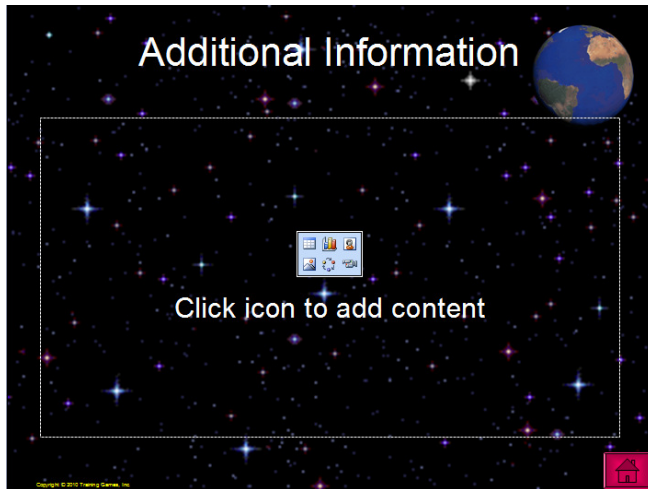 Additional Information
Click icon to add content
Copyright © 2010 Training Games, Inc.